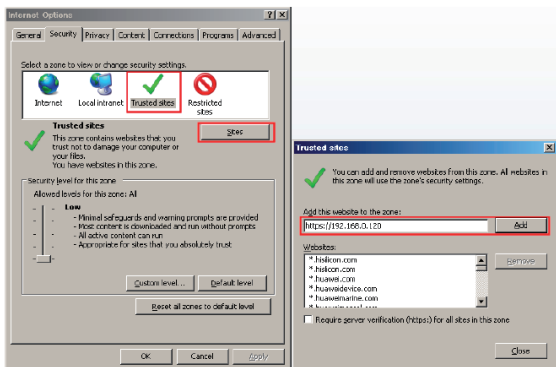 Internet Options
General Security Privacy Content Connections Programs Advanced
Select a zone to view or change security settings.
Internet Local intranet Trusted sites Restricted
sites
Trusted sites
Sites
This zone contains websites that you
trust not to damage your computer or
your files.
You have websites in this zone.
Security level for this zone
Allowed levels for this zone: All
Low
- Minimal safeguards and warning prompts are provided
- Most content is downloaded and run without prompts
- All active content can run
- Appropriate for sites that you absolutely trust
Custom level... Default level
Reset all zones to default level
OK Cancel Apply
Trusted sites
You can add and remove websites from this zone. All websites in
this zone will use the zone's security settings.
Add this website to the zone:
https://192.168.0.120 Add
Websites:
*.hisilicon.com Remove
*.hislicon.com
*.huawei.com
*.huaweidevice.com
*.huaweimarine.com
Require server verification (https:) for all sites in this zone
Close